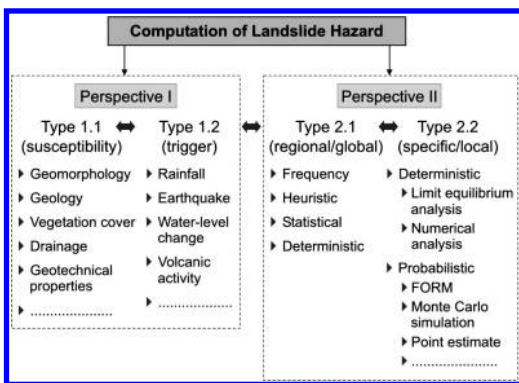 Computation of Landslide Hazard
Perspective I
Type 1.1
(susceptibility)
Geomorphology
Geology
Vegetation cover
Drainage
Geotechnical
properties
.....................
Type 1.2
(trigger)
Rainfall
Earthquake
Water-level
change
Volcanic
activity
..................
Perspective II
Type 2.1
(regional/global)
Frequency
Heuristic
Statistical
Deterministic
Type 2.2
(specific/local)
Deterministic
Limit equilibrium
analysis
Numerical
analysis
Probabilistic
FORM
Monte Carlo
simulation
Point estimate
.....................